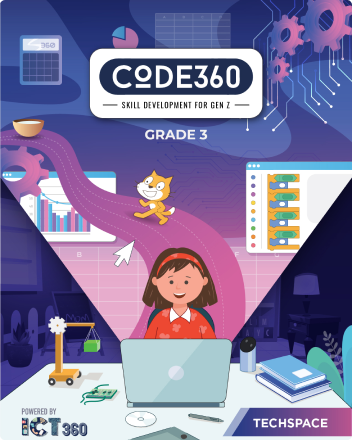 360
CODE360
SKILL DEVELOPMENT FOR GEN Z
GRADE 3
POWERED BY
ICT360
TECHSPACE